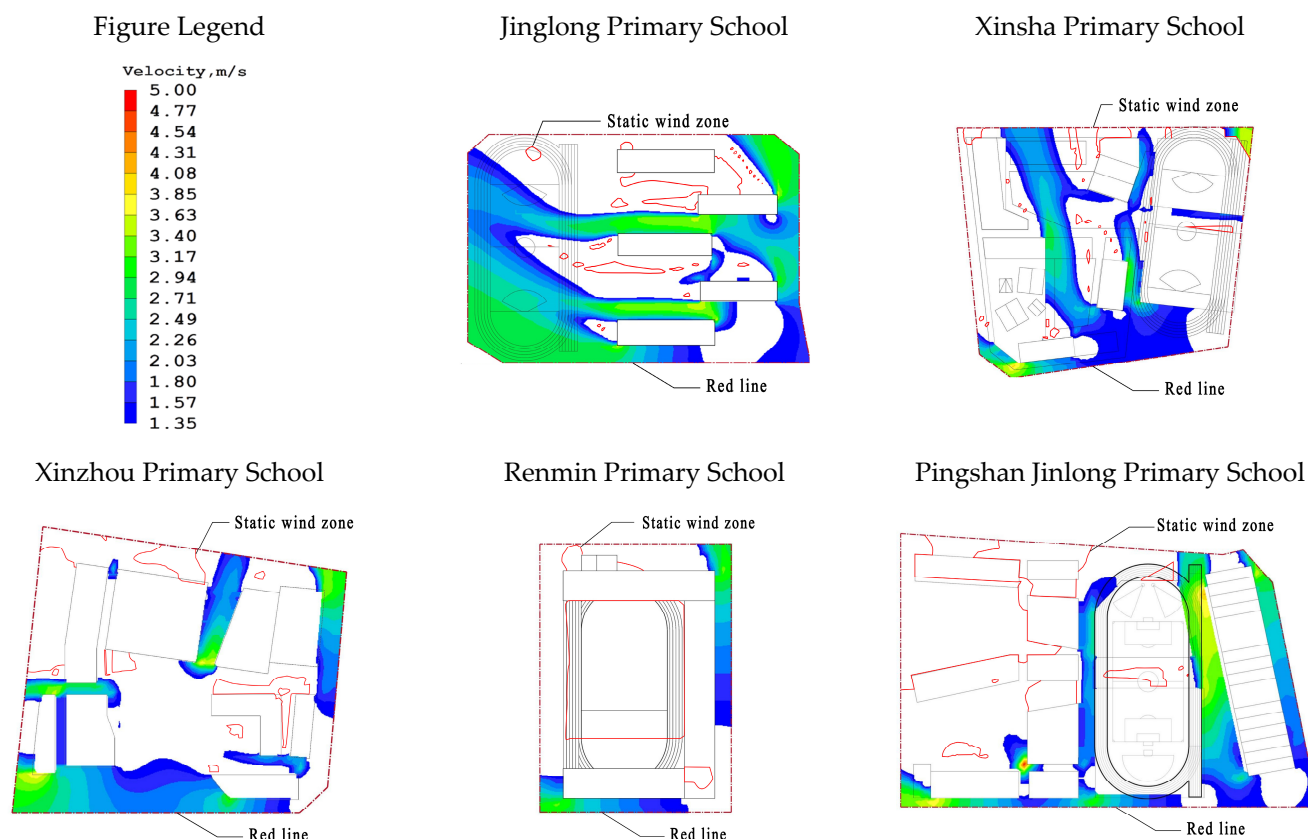 Figure Legend
Jinglong Primary School
Xinsha Primary School
Velocity,m/s
5.00
4.77
4.54
4.31
4.08
3.85
3.63
3.40
3.17
2.94
2.71
2.49
2.26
2.03
1.80
1.57
1.35
Static wind zone
Red line
Static wind zone
Red line
Xinzhou Primary School
Renmin Primary School
Pingshan Jinlong Primary School
Static wind zone
Red line
Static wind zone
Red line
Static wind zone
Red line